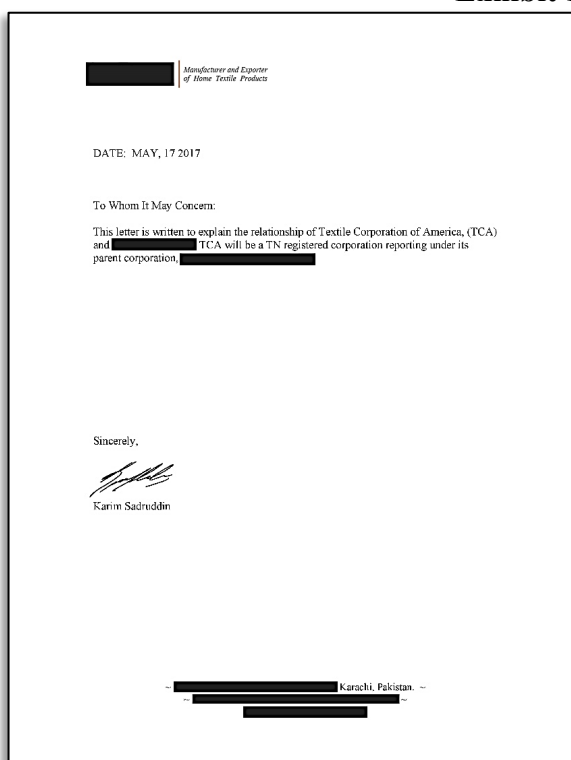 Manufacturer and Exporter
of Home Textile Products
DATE: MAY, 17 2017
To Whom It May Concern:
This letter is written to explain the relationship of Textile Corporation of America, (TCA)
and TCA will be a TN registered corporation reporting under its
parent corporation,
Sincerely,
Karim Sadruddin
~ Karachi, Pakistan. ~
~ ~